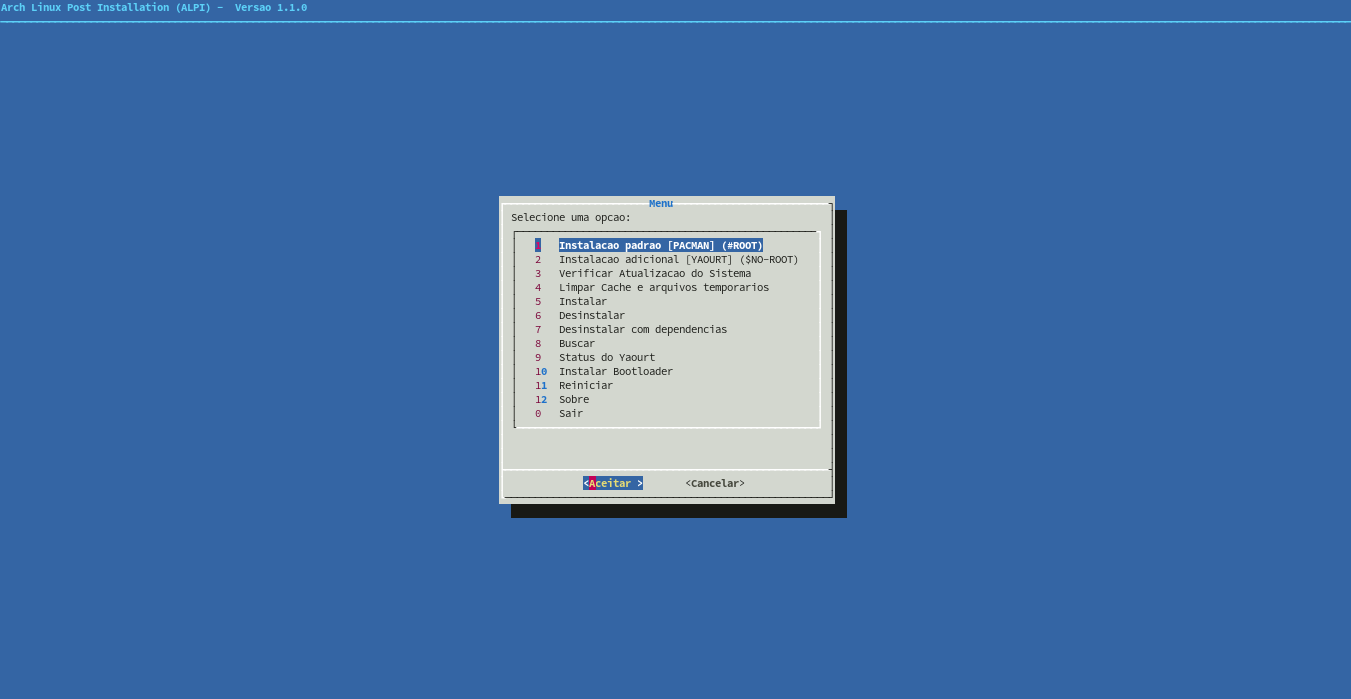 Arch Linux Post Installation (ALPI) -  Versao 1.1.0
Menu
Selecione uma opcao:
1 Instalacao padrao [PACMAN] (#ROOT)
2 Instalacao adicional [YAOURT] ($NO-ROOT)
3 Verificar Atualizacao do Sistema
4 Limpar Cache e arquivos temporarios
5 Instalar
6 Desinstalar
7 Desinstalar com dependencias
8 Buscar
9 Status do Yaourt
10 Instalar Bootloader
11 Reiniciar
12 Sobre
0 Sair
<Aceitar > <Cancelar>